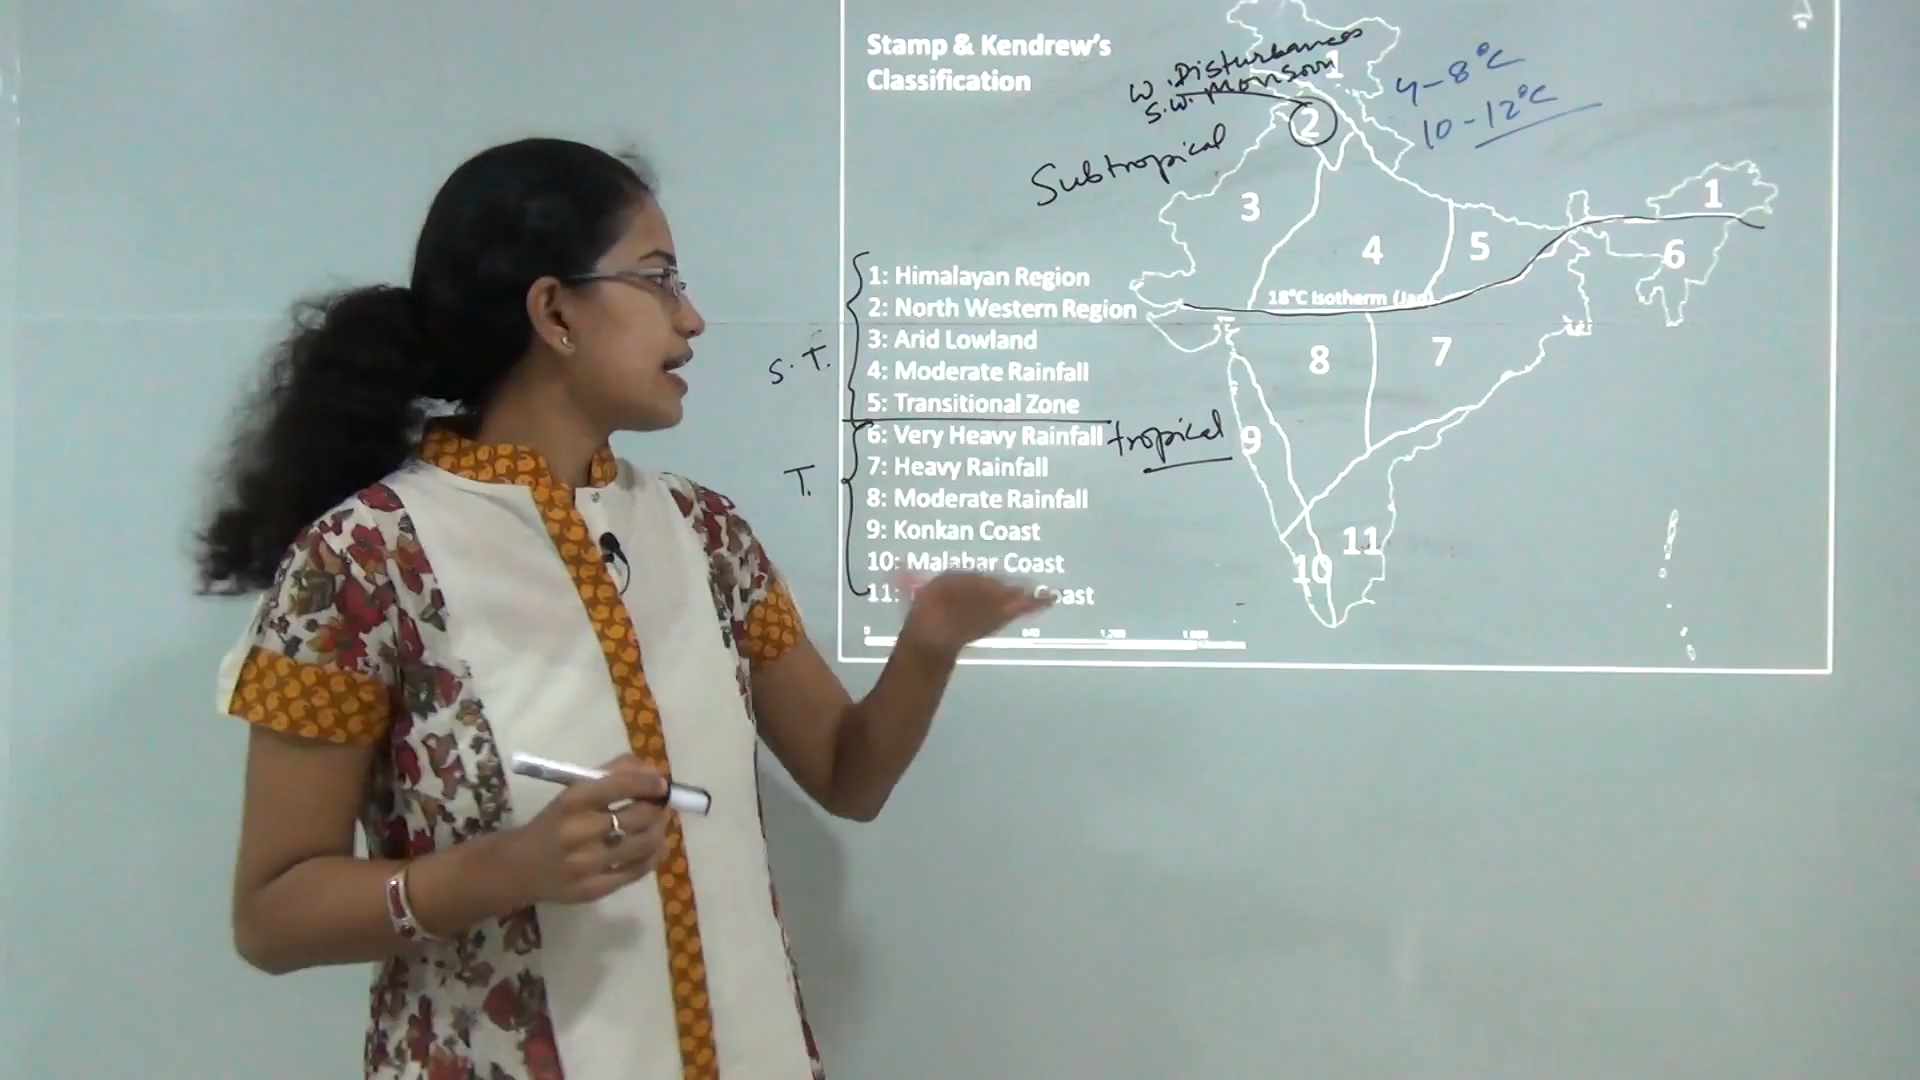 Stamp & Kendrew's
Classification
W. Disturbances
S.W. Monsoon
4-8°C
10-12°C
Subtropical
1
2
3
4
5
1
6
18°C Isotherm (Jan)
8
7
9
11
10
1: Himalayan Region
2: North Western Region
3: Arid Lowland
4: Moderate Rainfall
5: Transitional Zone
6: Very Heavy Rainfall
7: Heavy Rainfall
8: Moderate Rainfall
9: Konkan Coast
10: Malabar Coast
11: Coast
S.T.
T.
tropical
0